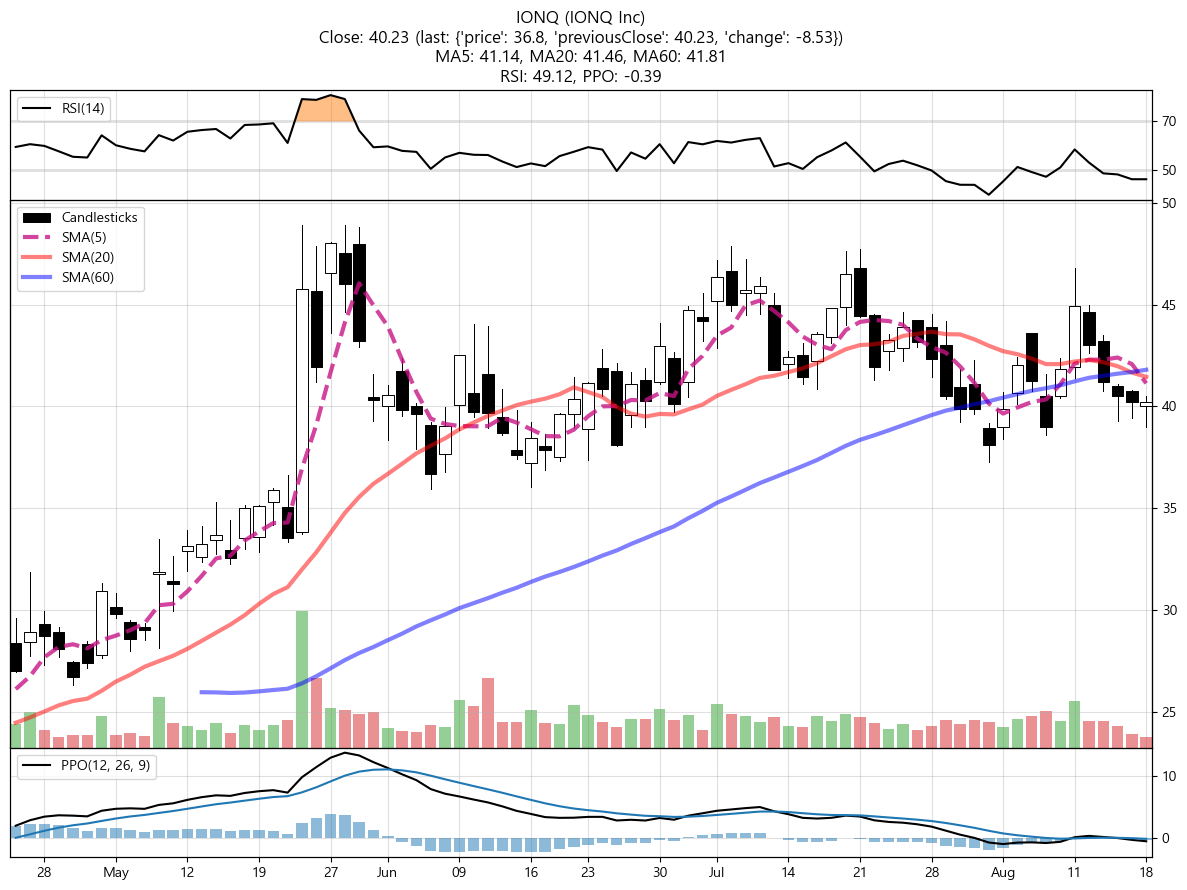 IONQ (IONQ Inc)
Close: 40.23 (last: {'price': 36.8, 'previousClose': 40.23, 'change': -8.53})
MA5: 41.14, MA20: 41.46, MA60: 41.81
RSI: 49.12, PPO: -0.39
RSI(14)
70
50
Candlesticks
SMA(5)
SMA(20)
SMA(60)
50
45
40
35
30
25
PPO(12, 26, 9)
10
0
28 May 12 19 27 Jun 09 16 23 30 Jul 14 21 28 Aug 11 18